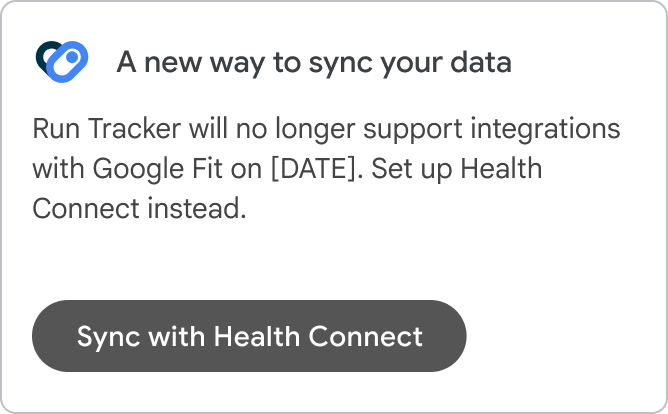 A new way to sync your data
Run Tracker will no longer support integrations
with Google Fit on [DATE]. Set up Health
Connect instead.
Sync with Health Connect